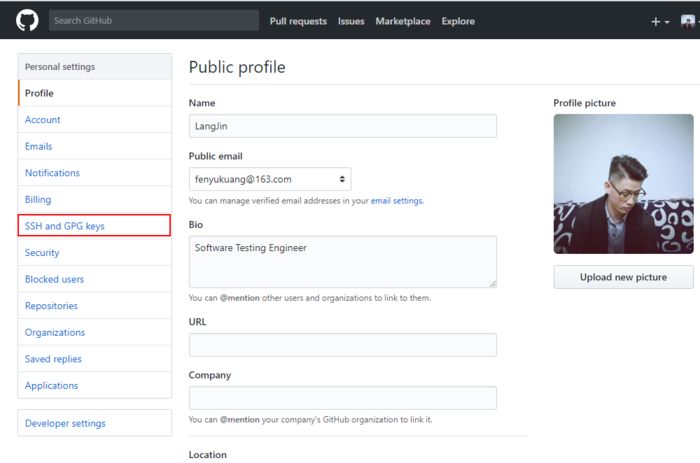 Search GitHub
Pull requests
Issues
Marketplace
Explore
Personal settings
Profile
Account
Emails
Notifications
Billing
SSH and GPG keys
Security
Blocked users
Repositories
Organizations
Saved replies
Applications
Developer settings
Public profile
Name
LangJin
Public email
fenyukuang@163.com
You can manage verified email addresses in your email settings.
Bio
Software Testing Engineer
You can @mention other users and organizations to link to them.
URL
Company
You can @mention your company's GitHub organization to link it.
Location
Profile picture
Upload new picture